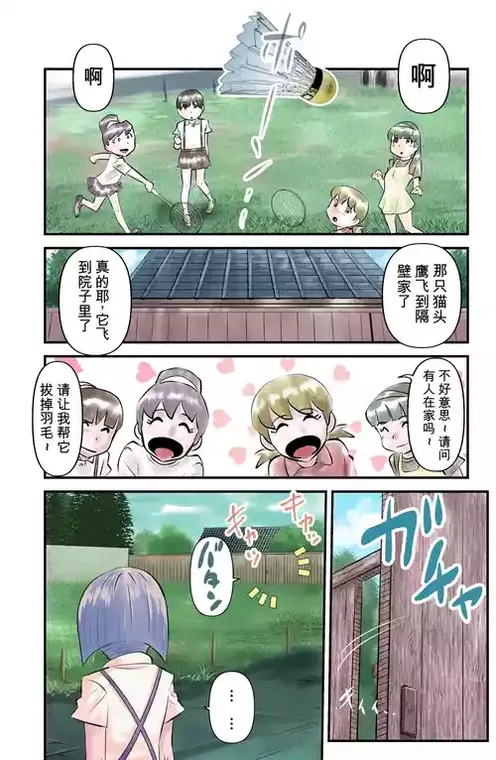 啊
啊
那只猫头
鹰飞到隔
壁家了
真的耶，它飞
到院子里了
不好意思~请问
有人在家吗~
请让我帮它
拔掉羽毛~
ガチャ
ギィ...
キャッ
キャッ
バタン
……